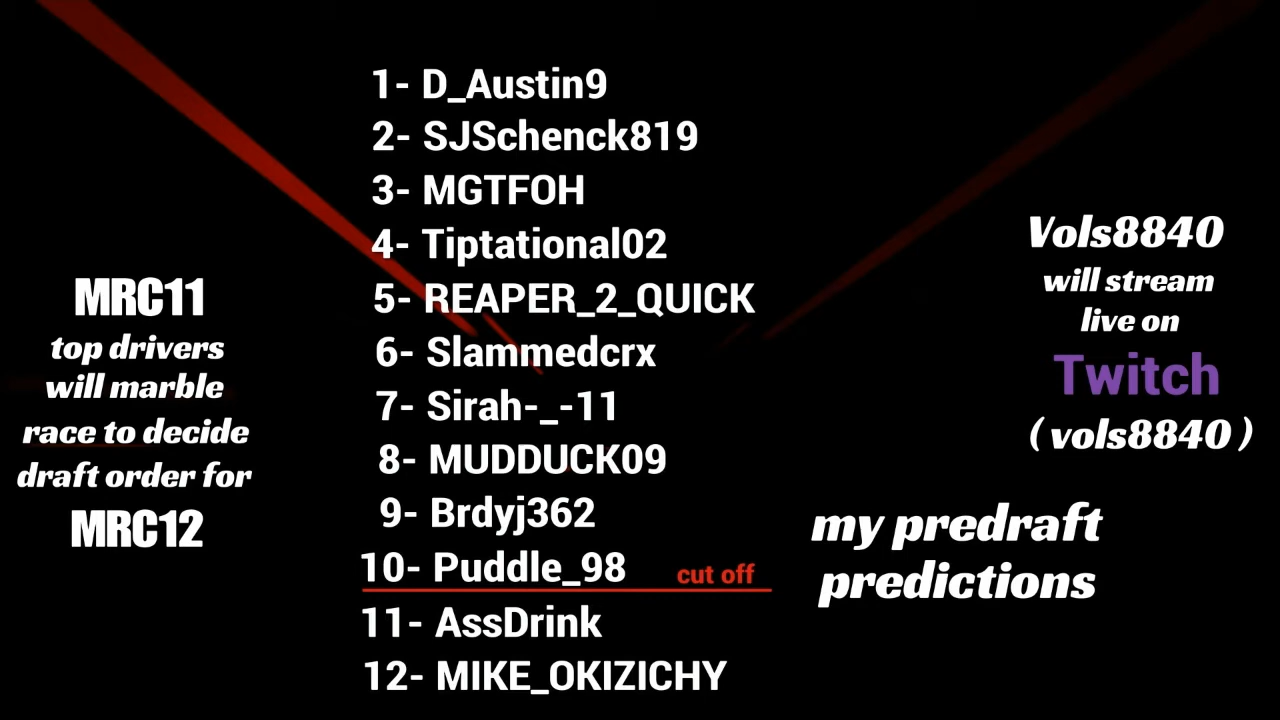 MRC11
top drivers
will marble
race to decide
draft order for
MRC12
1- D_Austin9
2- SJSchenck819
3- MGTFOH
4- Tiptational02
5- REAPER_2_QUICK
6- Slammedcrx
7- Sirah-_-11
8- MUDDUCK09
9- Brdyj362
10- Puddle_98 cut off
11- AssDrink
12- MIKE_OKIZICHY
Vols8840
will stream
live on
Twitch
( vols8840 )
my predraft
predictions